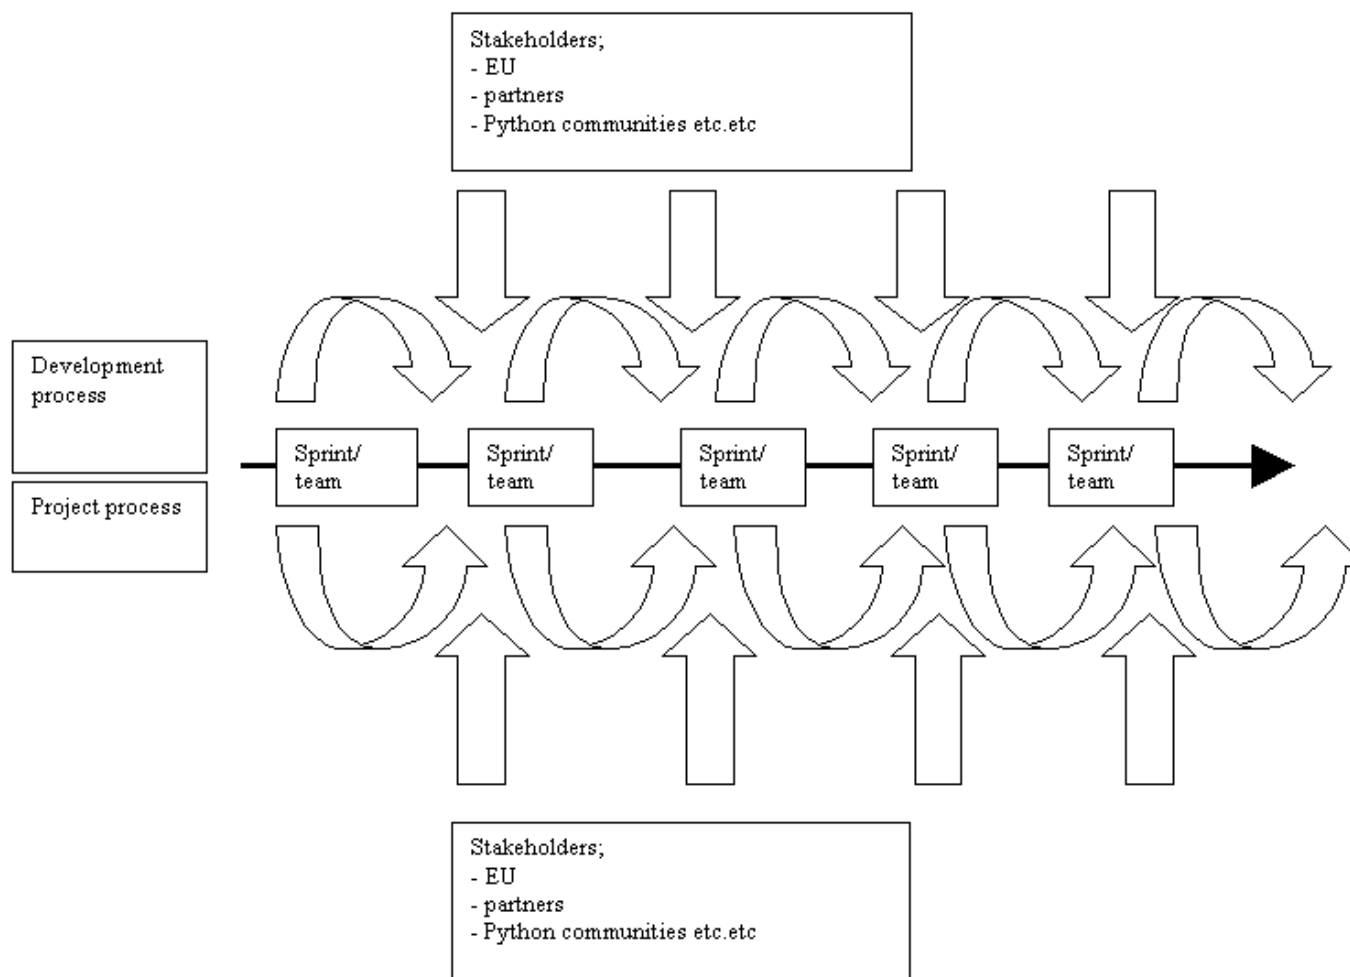 Stakeholders;
- EU
- partners
- Python communities etc.etc
Development
process
Project process
Sprint/
team
Sprint/
team
Sprint/
team
Sprint/
team
Sprint/
team
Stakeholders;
- EU
- partners
- Python communities etc.etc